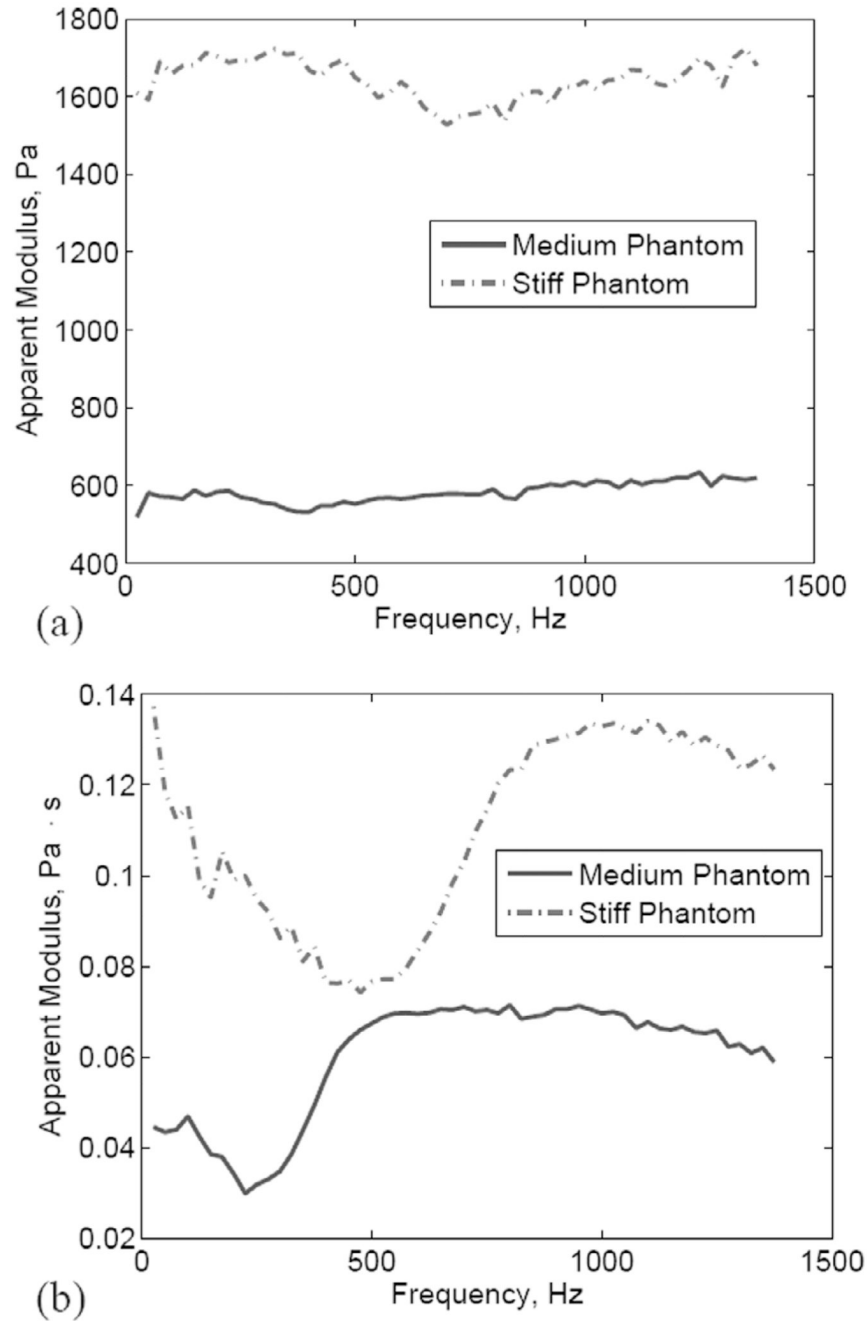 1800
1600
1400
1200
1000
800
600
400
Apparent Modulus, Pa
Medium Phantom
Stiff Phantom
0 500 1000 1500
Frequency, Hz
(a)
0.14
0.12
0.1
0.08
0.06
0.04
0.02
Apparent Modulus, Pa · s
Medium Phantom
Stiff Phantom
0 500 1000 1500
Frequency, Hz
(b)